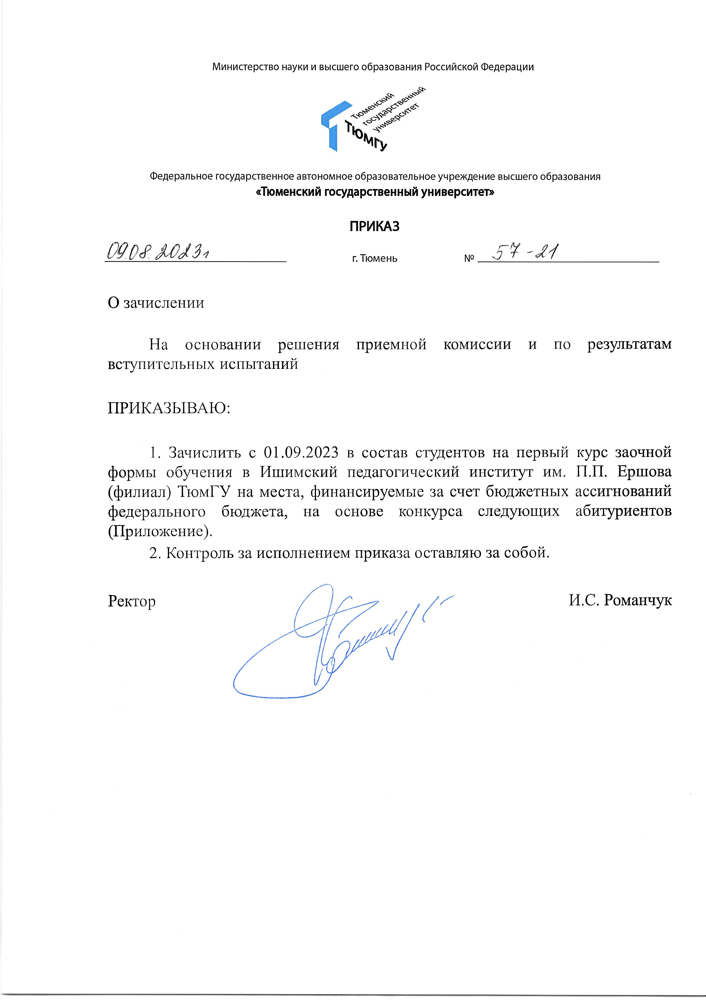 Министерство науки и высшего образования Российской Федерации
Тюменский
государственный
университет
ТЮМГУ
Федеральное государственное автономное образовательное учреждение высшего образования
«Тюменский государственный университет»
ПРИКАЗ
09.08.2023г г. Тюмень № 57-21
О зачислении
На основании решения приемной комиссии и по результатам
вступительных испытаний
ПРИКАЗЫВАЮ:
1. Зачислить с 01.09.2023 в состав студентов на первый курс заочной
формы обучения в Ишимский педагогический институт им. П.П. Ершова
(филиал) ТюмГУ на места, финансируемые за счет бюджетных ассигнований
федерального бюджета, на основе конкурса следующих абитуриентов
(Приложение).
2. Контроль за исполнением приказа оставляю за собой.
Ректор И.С. Романчук